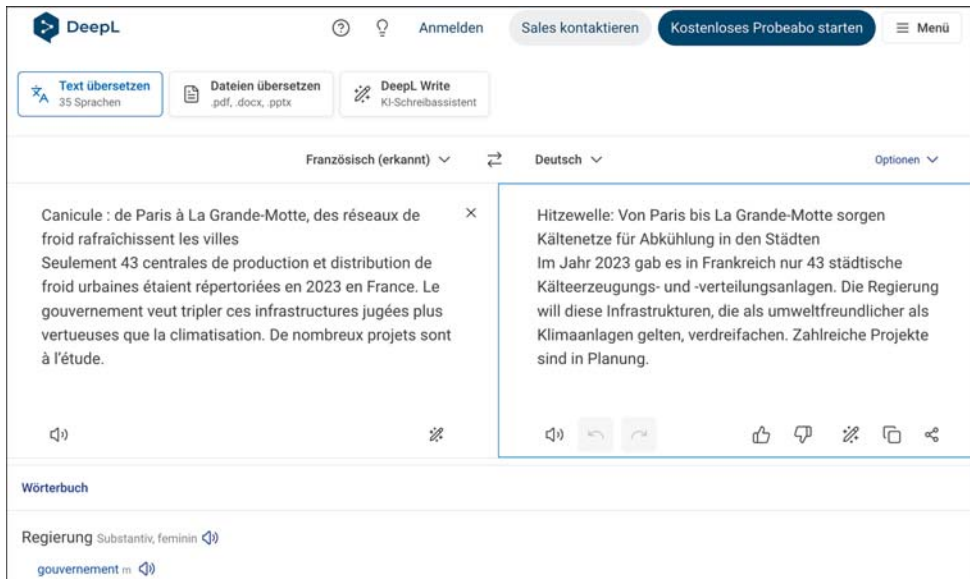 DeepL
Anmelden
Sales kontaktieren
Kostenloses Probeabo starten
Menü
Text übersetzen
35 Sprachen
Dateien übersetzen
.pdf, .docx, .pptx
DeepL Write
KI-Schreibassistent
Französisch (erkannt)
Deutsch
Optionen
Canicule : de Paris à La Grande-Motte, des réseaux de
froid rafraîchissent les villes
Seulement 43 centrales de production et distribution de
froid urbaines étaient répertoriées en 2023 en France. Le
gouvernement veut tripler ces infrastructures jugées plus
vertueuses que la climatisation. De nombreux projets sont
à l'étude.
Hitzewelle: Von Paris bis La Grande-Motte sorgen
Kältenetze für Abkühlung in den Städten
Im Jahr 2023 gab es in Frankreich nur 43 städtische
Kälteerzeugungs- und -verteilungsanlagen. Die Regierung
will diese Infrastrukturen, die als umweltfreundlicher als
Klimaanlagen gelten, verdreifachen. Zahlreiche Projekte
sind in Planung.
Wörterbuch
Regierung Substantiv, feminin
gouvernement m